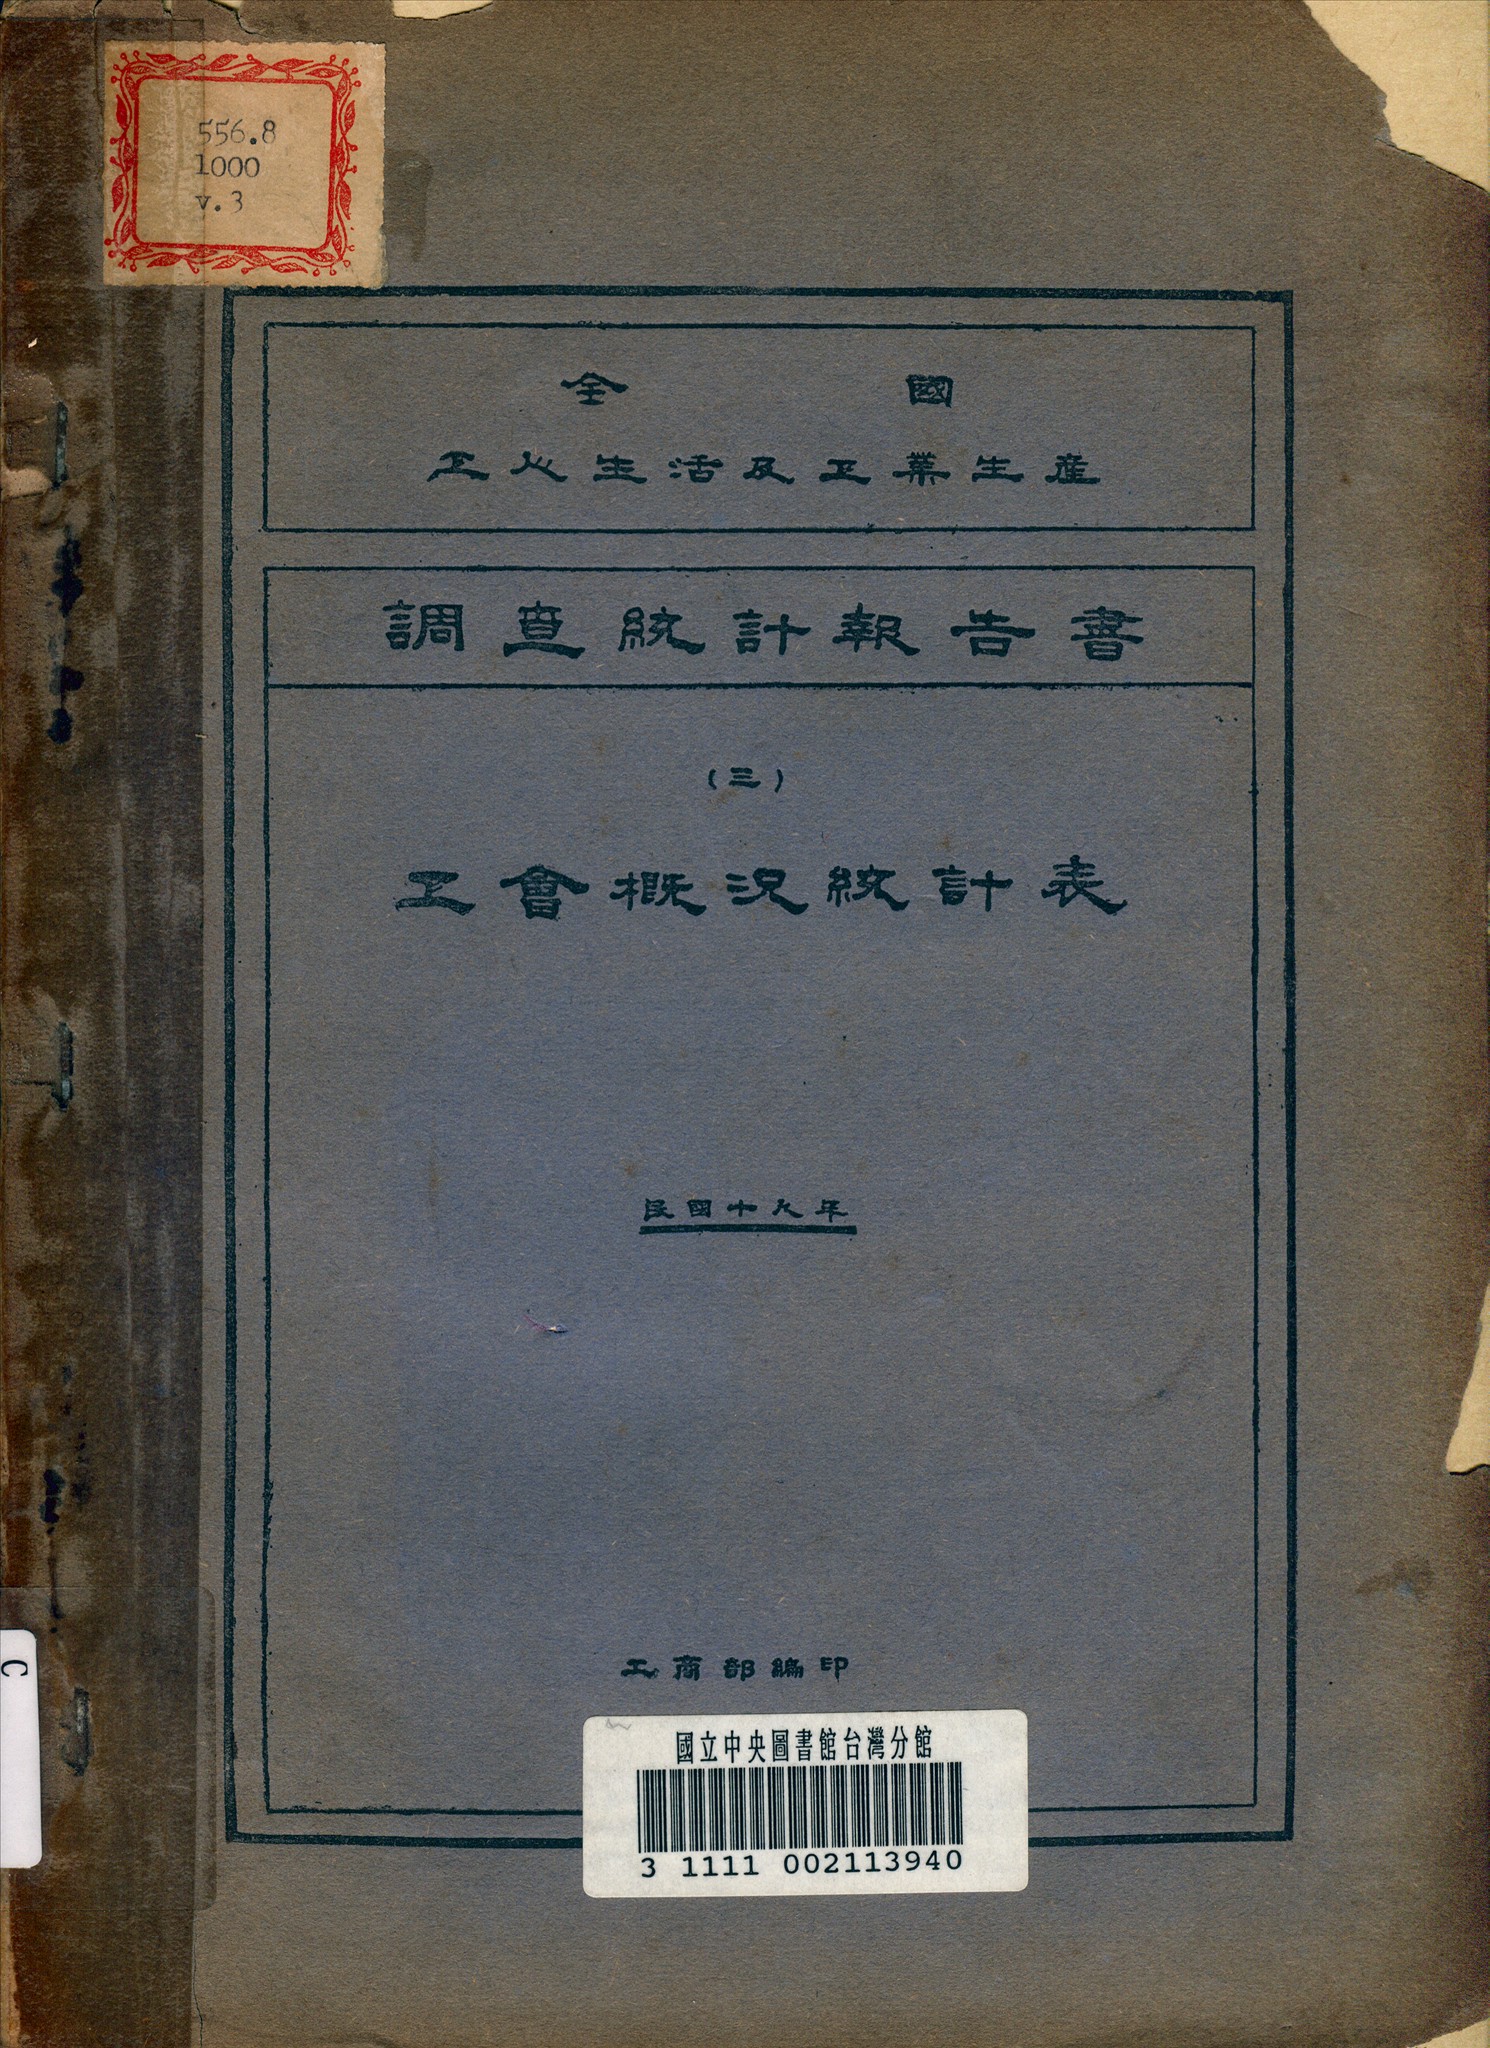 556.8
1000
v.3
全國
工人生活及工業生產
調查統計報告書
(三)
工會概況統計表
民國十九年
工商部編印
國立中央圖書館台灣分館
3 1111 002113940
C